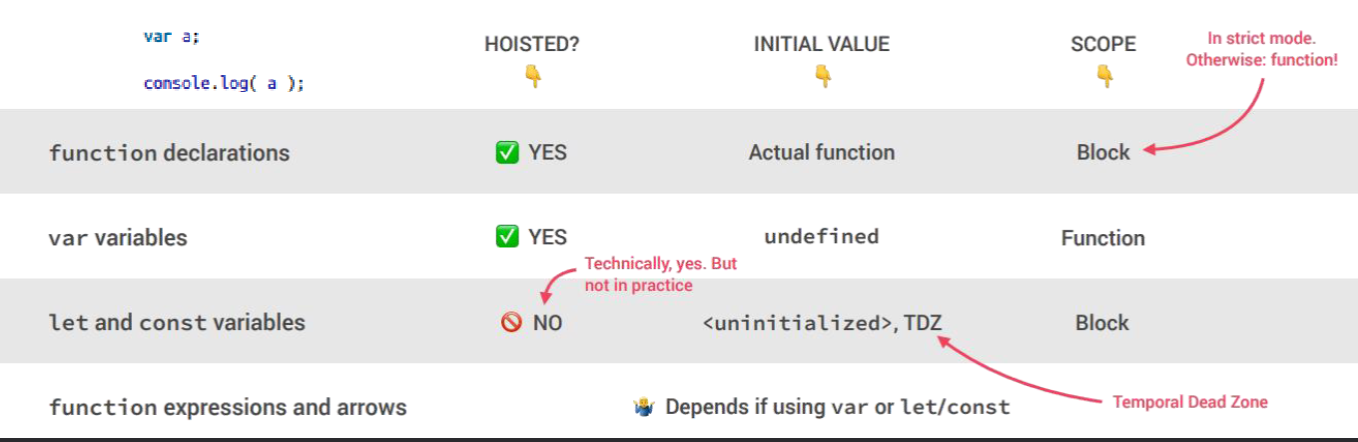 var a;
console.log( a );
HOISTED?
INITIAL VALUE
SCOPE
In strict mode.
Otherwise: function!
function declarations
YES
Actual function
Block
var variables
YES
undefined
Function
Technically, yes. But
not in practice
let and const variables
NO
<uninitialized>, TDZ
Block
function expressions and arrows
Depends if using var or let/const
Temporal Dead Zone